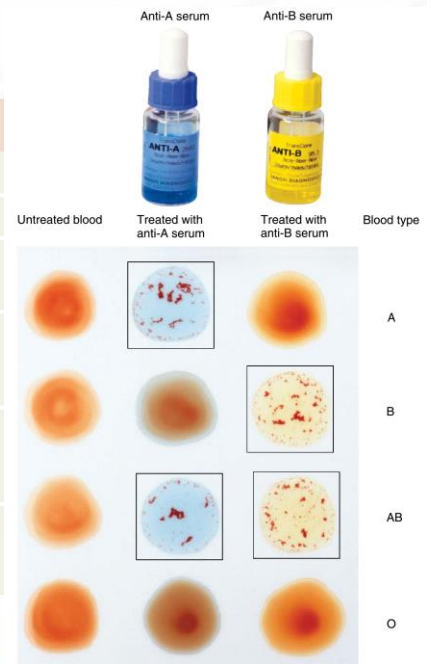 Anti-A serum
Anti-B serum
ANTI-A
ANTI-B
Untreated blood
Treated with
anti-A serum
Treated with
anti-B serum
Blood type
A
B
AB
O